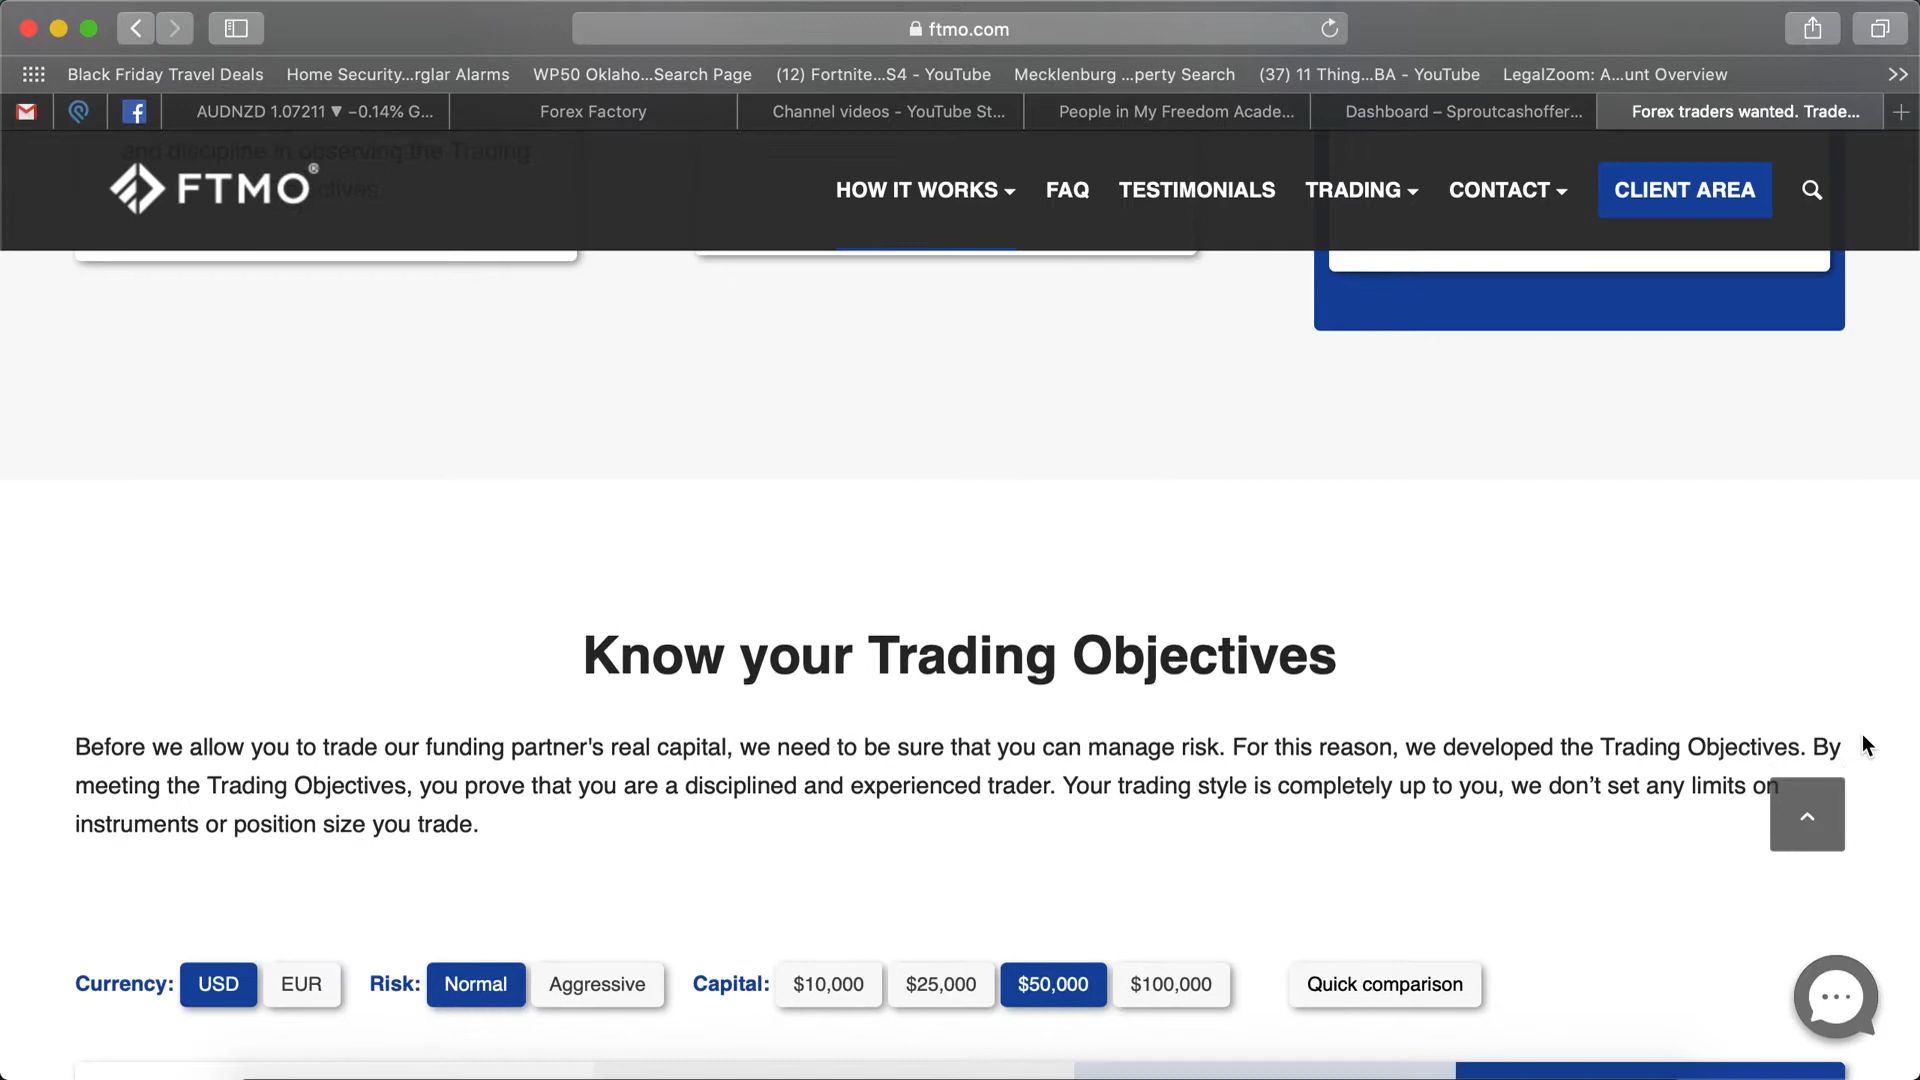 ftmo.com
Black Friday Travel Deals Home Security...rglar Alarms WP50 Oklaho...Search Page (12) Fortnite...S4 - YouTube Mecklenburg ...perty Search (37) 11 Thing...BA - YouTube LegalZoom: A...unt Overview
AUDNZD 1.07211 ▼ −0.14% G... Forex Factory Channel videos - YouTube St... People in My Freedom Acade... Dashboard – Sproutcashoffer... Forex traders wanted. Trade...
and discipline in observing the Trading
FTMO® HOW IT WORKS FAQ TESTIMONIALS TRADING CONTACT CLIENT AREA
Know your Trading Objectives
Before we allow you to trade our funding partner's real capital, we need to be sure that you can manage risk. For this reason, we developed the Trading Objectives. By
meeting the Trading Objectives, you prove that you are a disciplined and experienced trader. Your trading style is completely up to you, we don’t set any limits on
instruments or position size you trade.
Currency: USD EUR Risk: Normal Aggressive Capital: $10,000 $25,000 $50,000 $100,000 Quick comparison